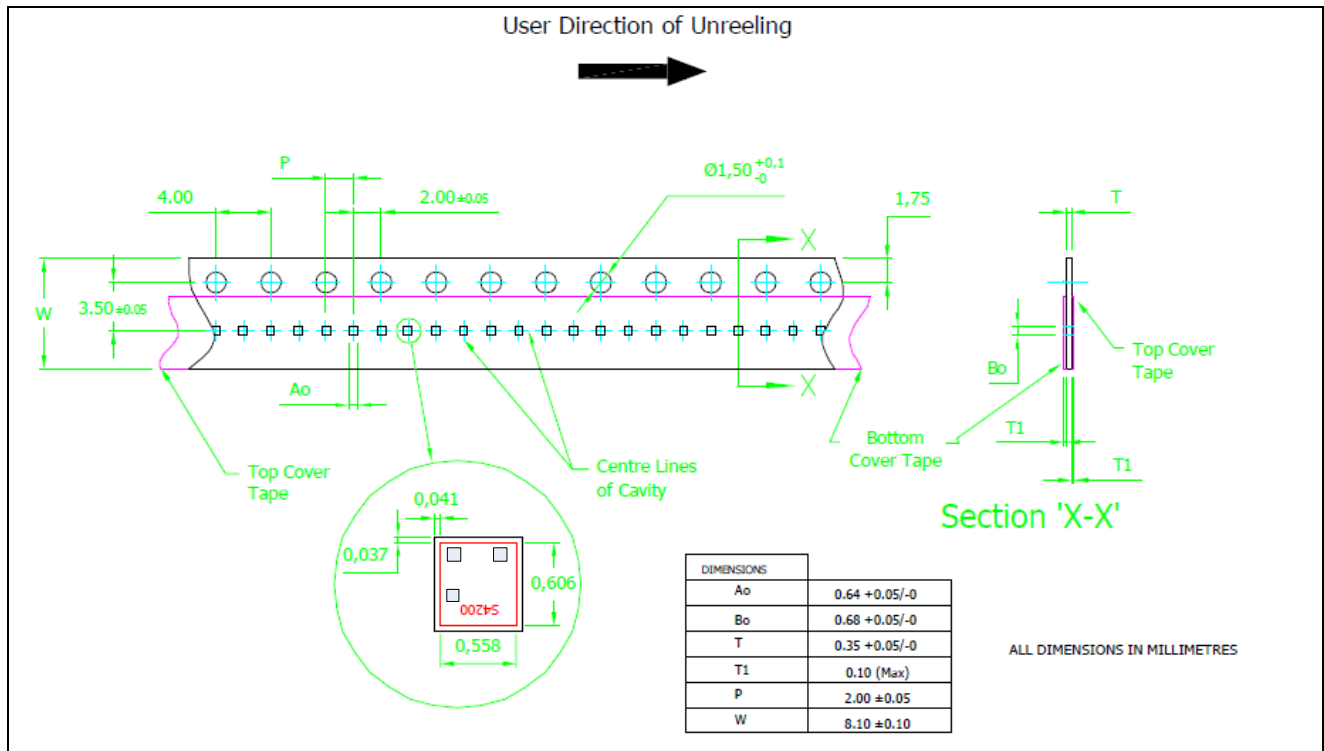 User Direction of Unreeling
P
Ø1,50 +0,1 -0
4.00
2.00 ±0.05
1,75
T
X
W
3.50 ±0.05
Top Cover
Tape
Bo
Ao
X
T1
Bottom
Cover Tape
Top Cover
Tape
Centre Lines
of Cavity
T1
0,041
Section 'X-X'
0,037
0,606
S4200
0,558
DIMENSIONS
Ao 0.64 +0.05/-0
Bo 0.68 +0.05/-0
T 0.35 +0.05/-0
T1 0.10 (Max)
P 2.00 ±0.05
W 8.10 ±0.10
ALL DIMENSIONS IN MILLIMETRES